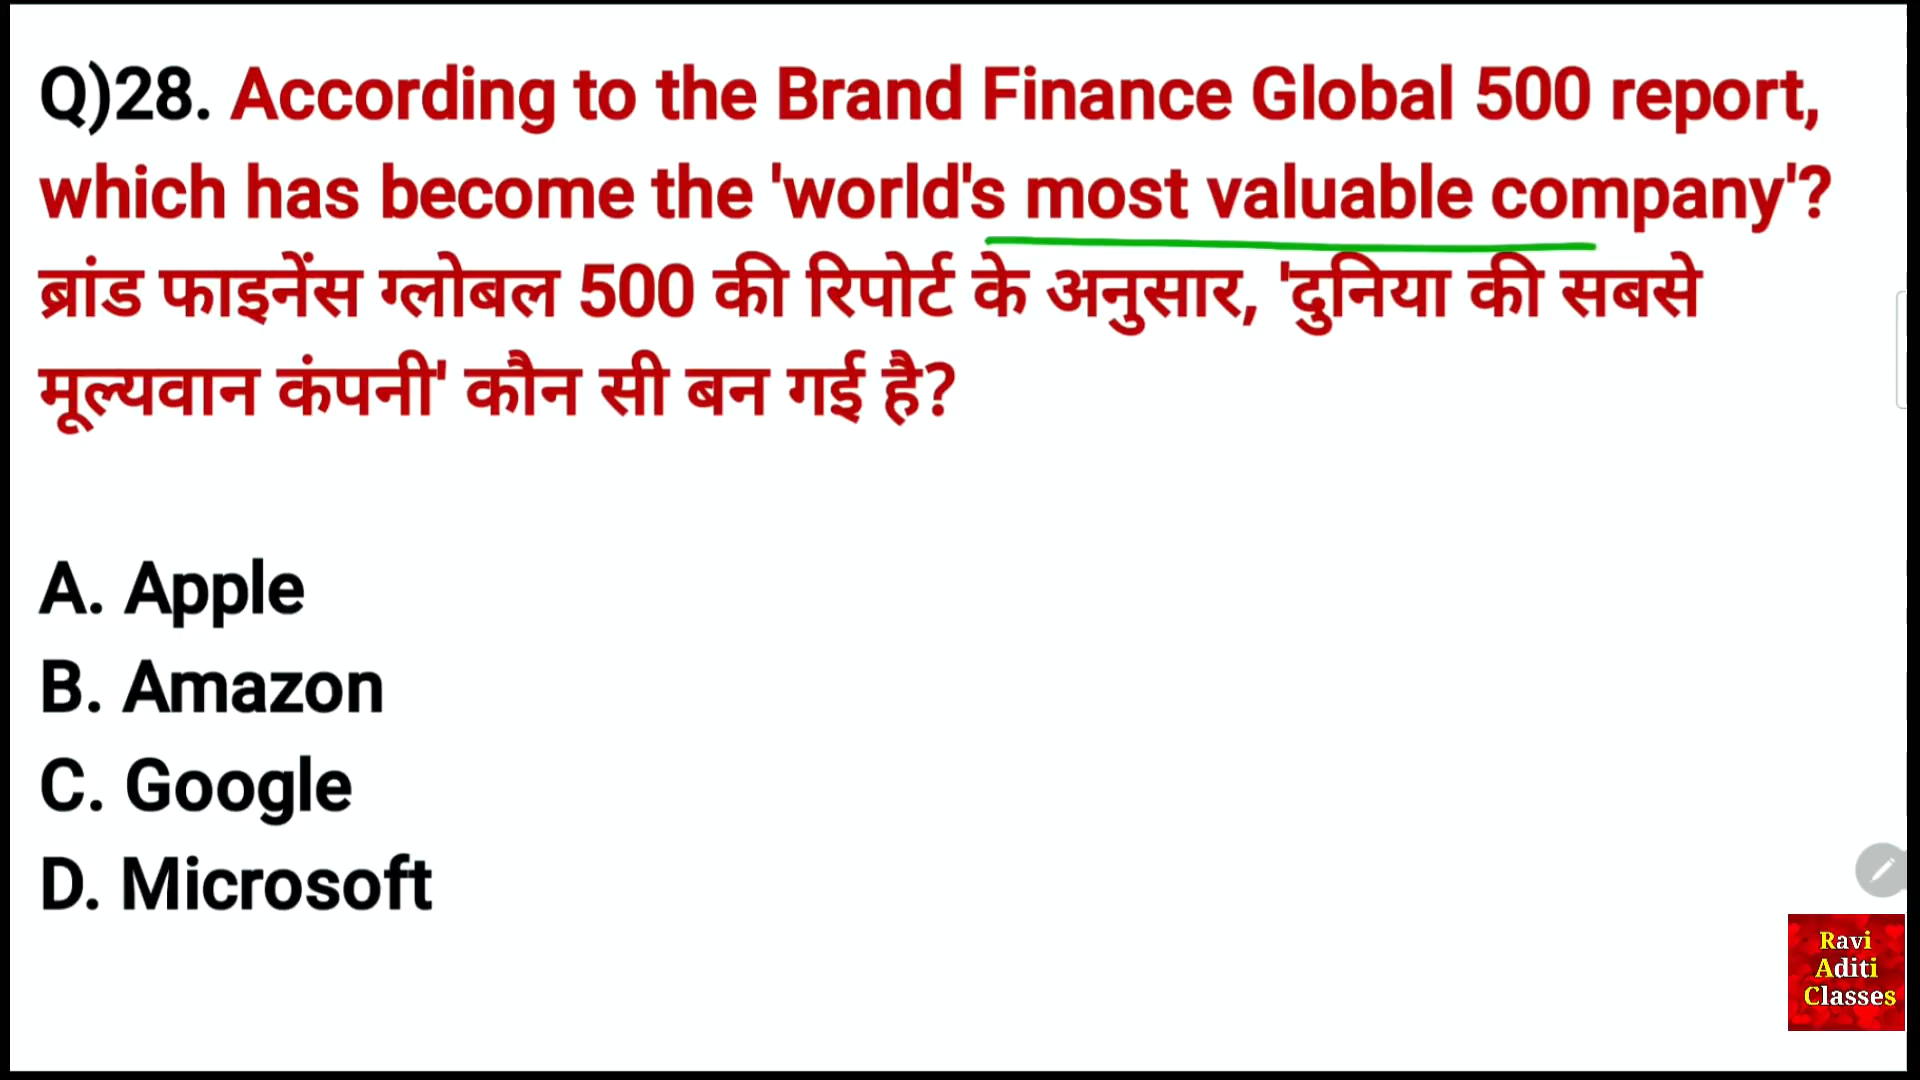 Q)28. According to the Brand Finance Global 500 report,
which has become the 'world's most valuable company'?
ब्रांड फाइनेंस ग्लोबल 500 की रिपोर्ट के अनुसार, 'दुनिया की सबसे
मूल्यवान कंपनी' कौन सी बन गई है?
A. Apple
B. Amazon
C. Google
D. Microsoft
Ravi
Aditi
Classes